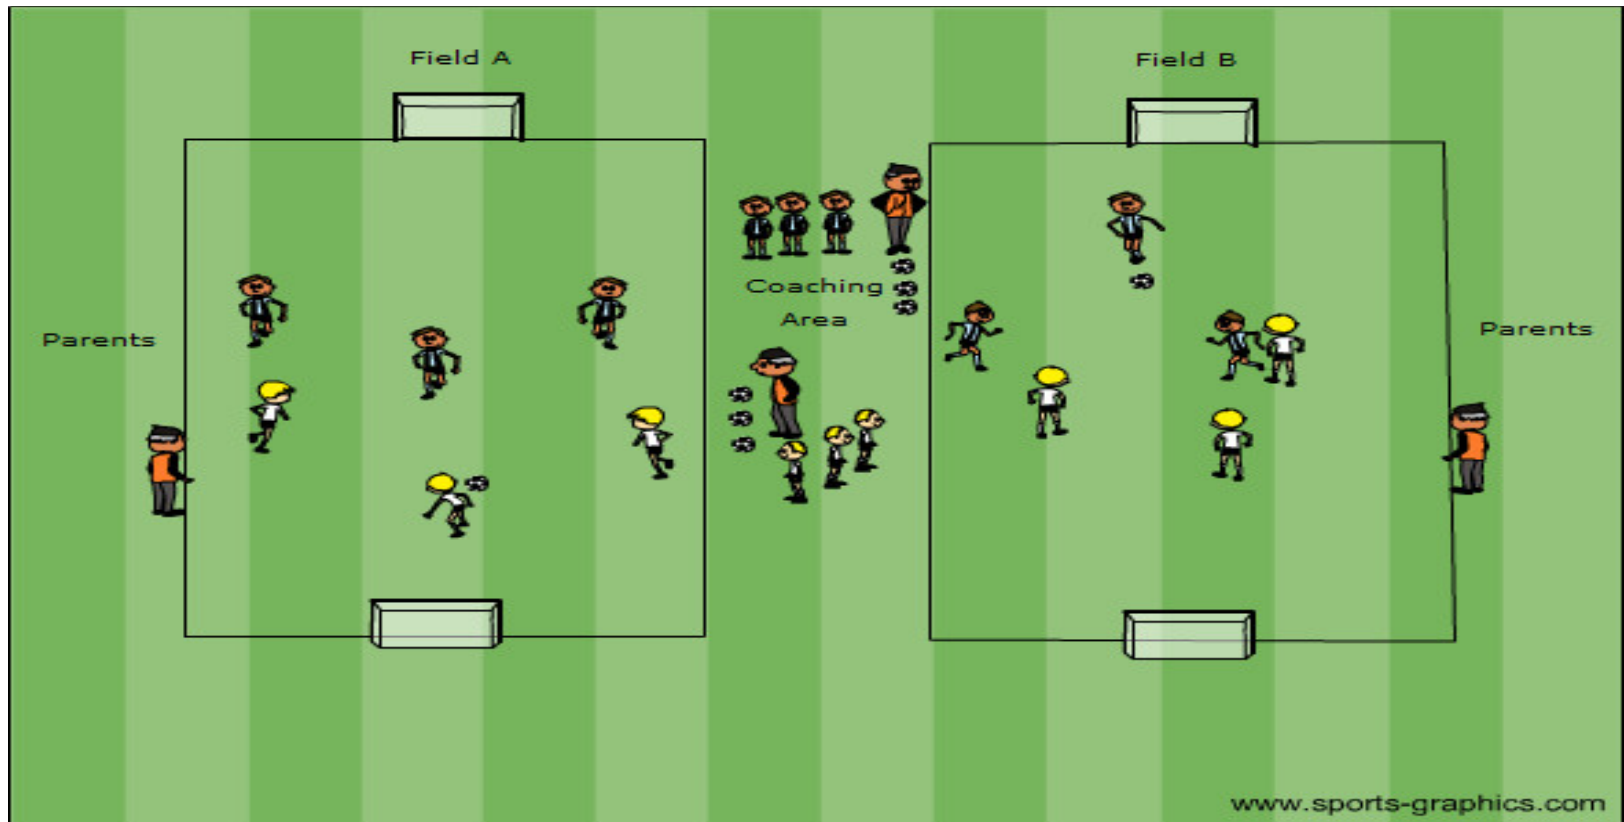 Field A
Field B
Coaching
Area
Parents
Parents
www.sports-graphics.com